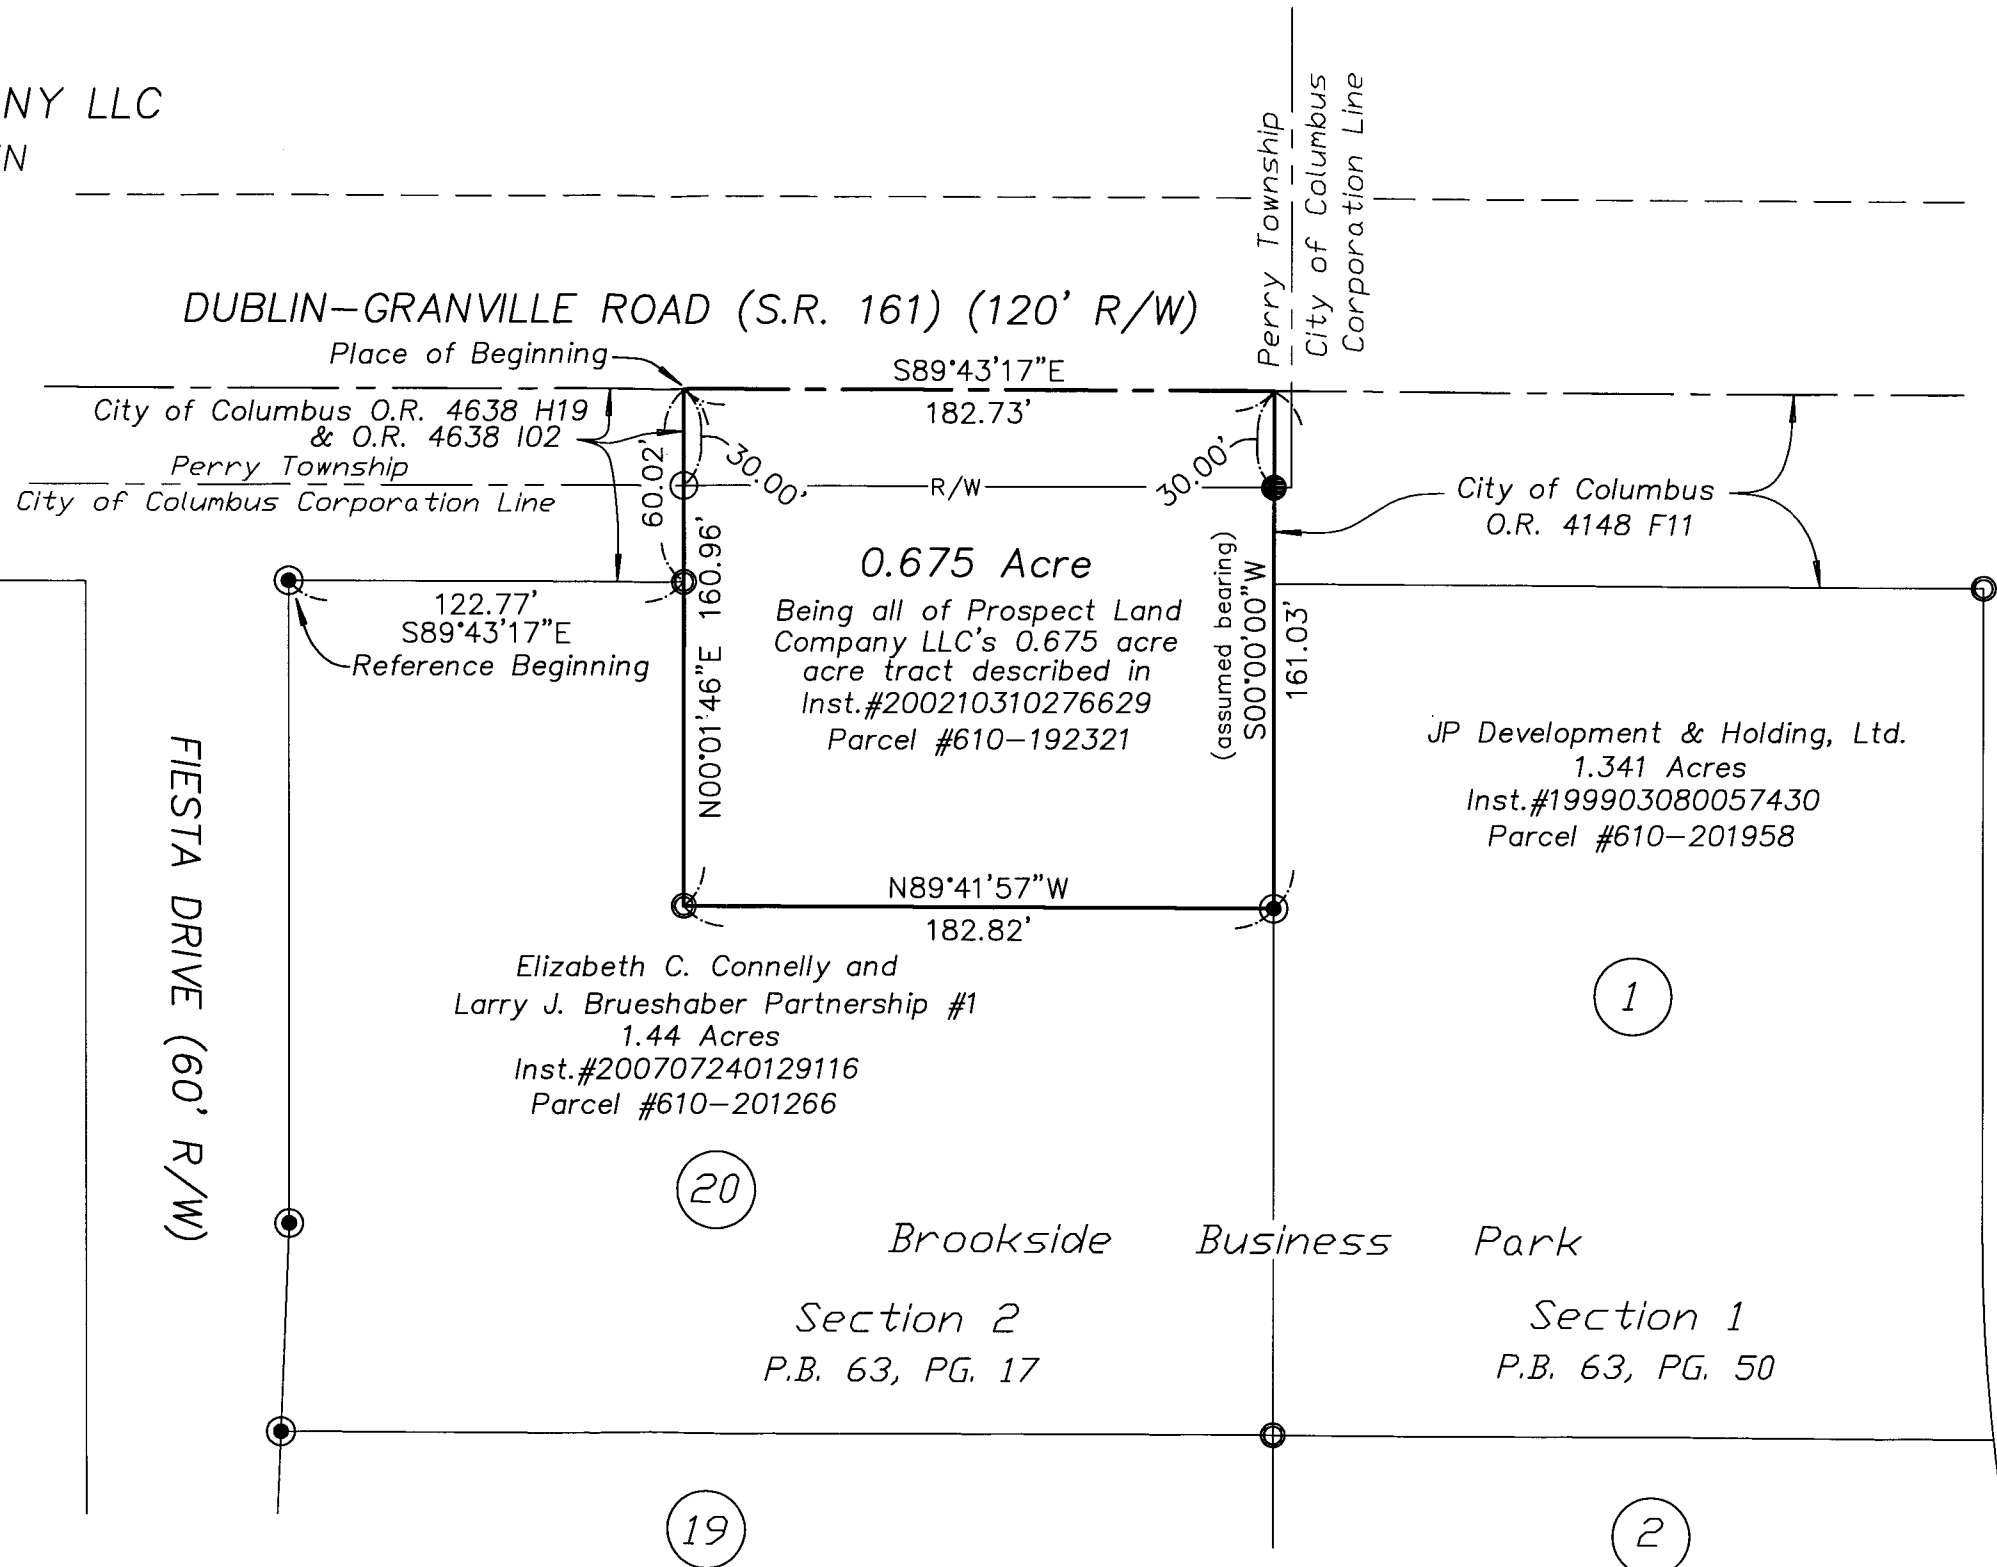 NY LLC
N
Perry Township
City of Columbus
Corporation Line
DUBLIN–GRANVILLE ROAD (S.R. 161) (120' R/W)
Place of Beginning
S89°43'17"E
182.73'
City of Columbus O.R. 4638 H19
& O.R. 4638 I02
Perry Township
City of Columbus Corporation Line
60.02'
30.00'
R/W
30.00'
City of Columbus
O.R. 4148 F11
122.77'
S89°43'17"E
Reference Beginning
N00°01'46"E 160.96'
0.675 Acre
Being all of Prospect Land
Company LLC's 0.675 acre
acre tract described in
Inst.#200210310276629
Parcel #610–192321
(assumed bearing)
S00°00'00"W
161.03'
JP Development & Holding, Ltd.
1.341 Acres
Inst.#199903080057430
Parcel #610–201958
FIESTA DRIVE (60' R/W)
N89°41'57"W
182.82'
Elizabeth C. Connelly and
Larry J. Brueshaber Partnership #1
1.44 Acres
Inst.#200707240129116
Parcel #610–201266
1
20
Brookside Business Park
Section 2
P.B. 63, PG. 17
Section 1
P.B. 63, PG. 50
19
2